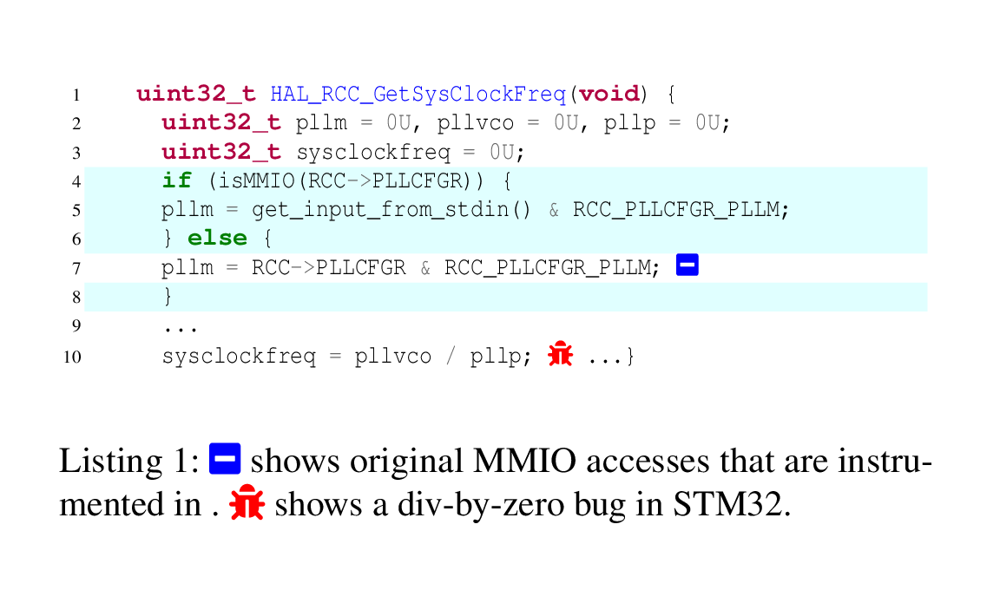 1 uint32_t HAL_RCC_GetSysClockFreq(void) {
2 uint32_t pllm = 0U, pllvco = 0U, pllp = 0U;
3 uint32_t sysclockfreq = 0U;
4 if (isMMIO(RCC->PLLCFGR)) {
5 pllm = get_input_from_stdin() & RCC_PLLCFGR_PLLM;
6 } else {
7 pllm = RCC->PLLCFGR & RCC_PLLCFGR_PLLM;
8 }
9 ...
10 sysclockfreq = pllvco / pllp; ...}
Listing 1: shows original MMIO accesses that are instru-
mented in . shows a div-by-zero bug in STM32.